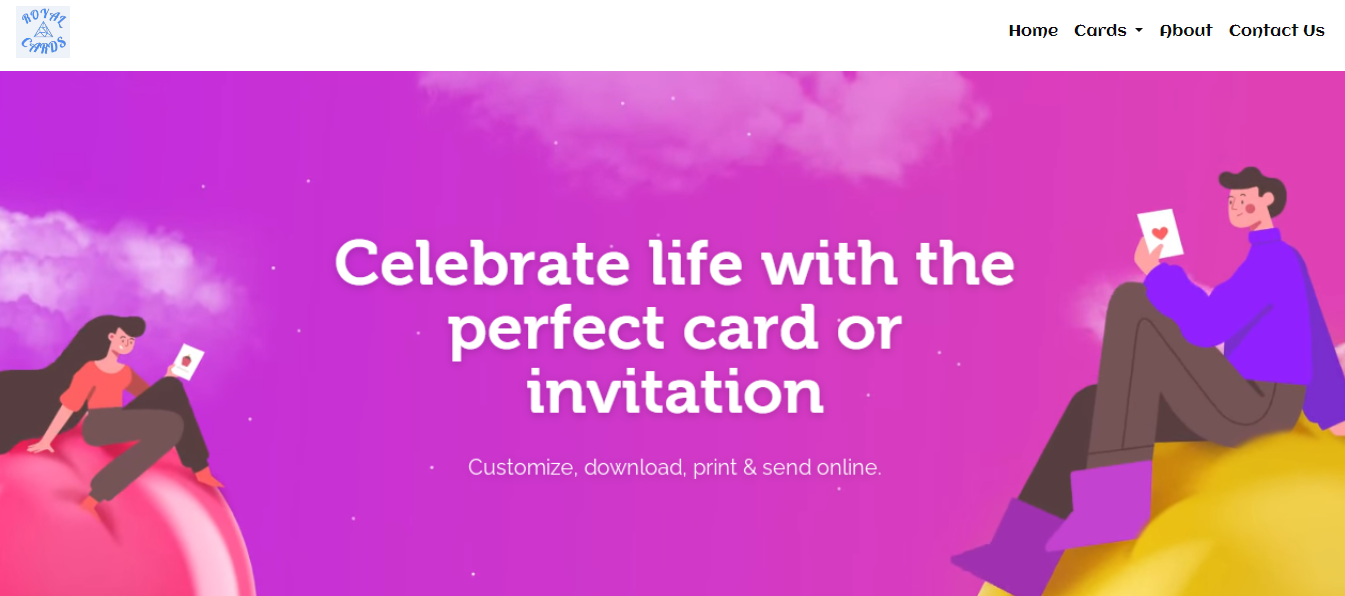 ROYAL
CARDS
Home Cards About Contact Us
Celebrate life with the
perfect card or
invitation
Customize, download, print & send online.